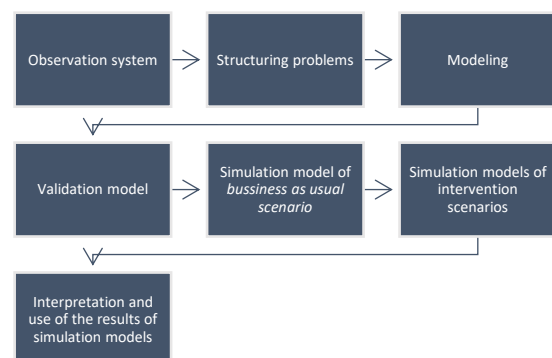 Observation system
Structuring problems
Modeling
Validation model
Simulation model of
bussiness as usual
scenario
Simulation models of
intervention
scenarios
Interpretation and
use of the results of
simulation models